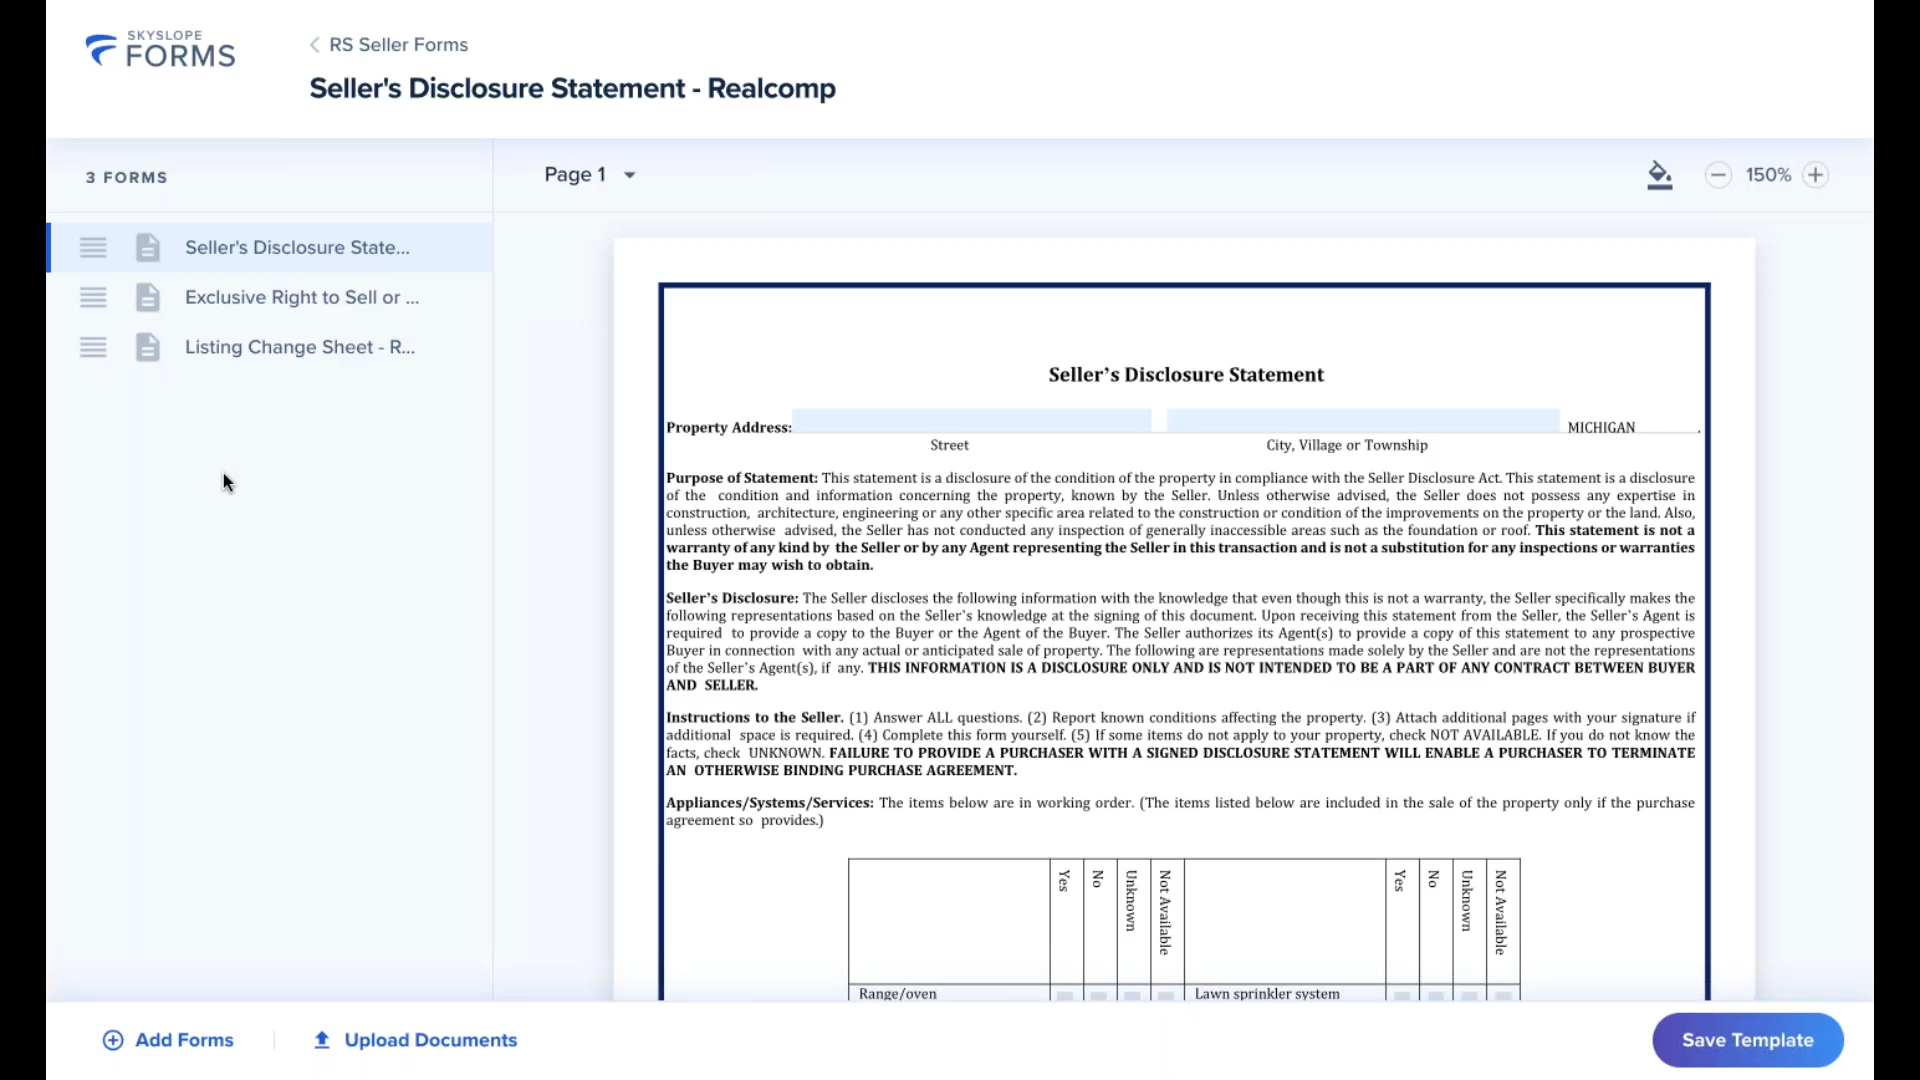 SKYSLOPE
FORMS
RS Seller Forms
Seller's Disclosure Statement - Realcomp
3 FORMS
Page 1
150%
Seller's Disclosure State...
Exclusive Right to Sell or ...
Listing Change Sheet - R...
Seller’s Disclosure Statement
Property Address: MICHIGAN .
Street City, Village or Township
Purpose of Statement: This statement is a disclosure of the condition of the property in compliance with the Seller Disclosure Act. This statement is a disclosure
of the condition and information concerning the property, known by the Seller. Unless otherwise advised, the Seller does not possess any expertise in
construction, architecture, engineering or any other specific area related to the construction or condition of the improvements on the property or the land. Also,
unless otherwise advised, the Seller has not conducted any inspection of generally inaccessible areas such as the foundation or roof. This statement is not a
warranty of any kind by the Seller or by any Agent representing the Seller in this transaction and is not a substitution for any inspections or warranties
the Buyer may wish to obtain.
Seller’s Disclosure: The Seller discloses the following information with the knowledge that even though this is not a warranty, the Seller specifically makes the
following representations based on the Seller’s knowledge at the signing of this document. Upon receiving this statement from the Seller, the Seller’s Agent is
required to provide a copy to the Buyer or the Agent of the Buyer. The Seller authorizes its Agent(s) to provide a copy of this statement to any prospective
Buyer in connection with any actual or anticipated sale of property. The following are representations made solely by the Seller and are not the representations
of the Seller’s Agent(s), if any. THIS INFORMATION IS A DISCLOSURE ONLY AND IS NOT INTENDED TO BE A PART OF ANY CONTRACT BETWEEN BUYER
AND SELLER.
Instructions to the Seller. (1) Answer ALL questions. (2) Report known conditions affecting the property. (3) Attach additional pages with your signature if
additional space is required. (4) Complete this form yourself. (5) If some items do not apply to your property, check NOT AVAILABLE. If you do not know the
facts, check UNKNOWN. FAILURE TO PROVIDE A PURCHASER WITH A SIGNED DISCLOSURE STATEMENT WILL ENABLE A PURCHASER TO TERMINATE
AN OTHERWISE BINDING PURCHASE AGREEMENT.
Appliances/Systems/Services: The items below are in working order. (The items listed below are included in the sale of the property only if the purchase
agreement so provides.)
Yes No Unknown Not Available Yes No Unknown Not Available
Range/oven Lawn sprinkler system
Add Forms
Upload Documents
Save Template